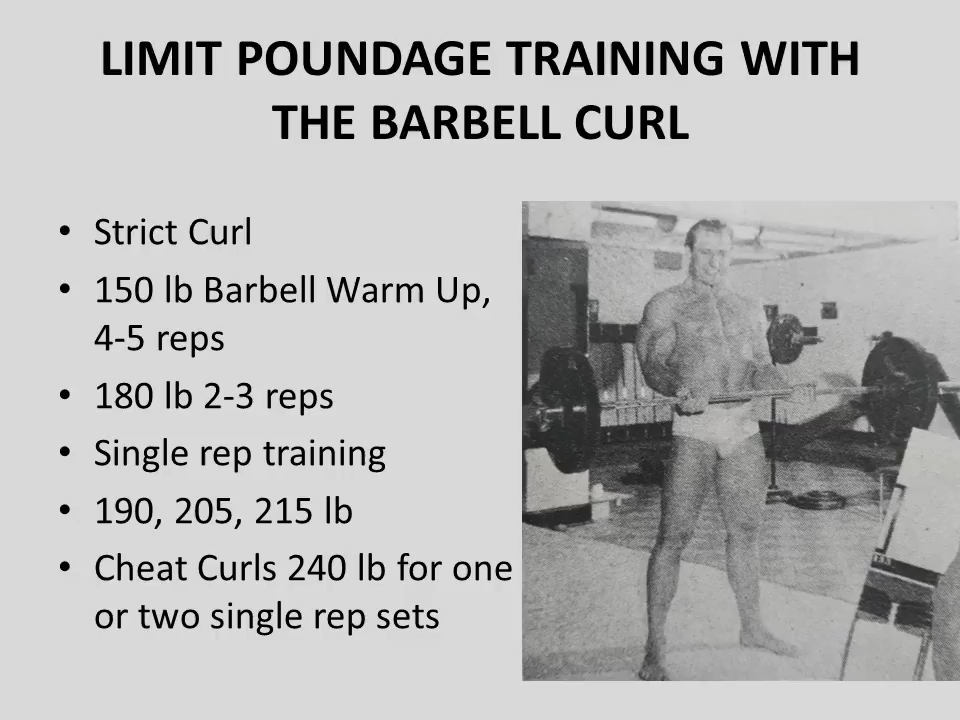 LIMIT POUNDAGE TRAINING WITH
THE BARBELL CURL
• Strict Curl
• 150 lb Barbell Warm Up,
4-5 reps
• 180 lb 2-3 reps
• Single rep training
• 190, 205, 215 lb
• Cheat Curls 240 lb for one
or two single rep sets